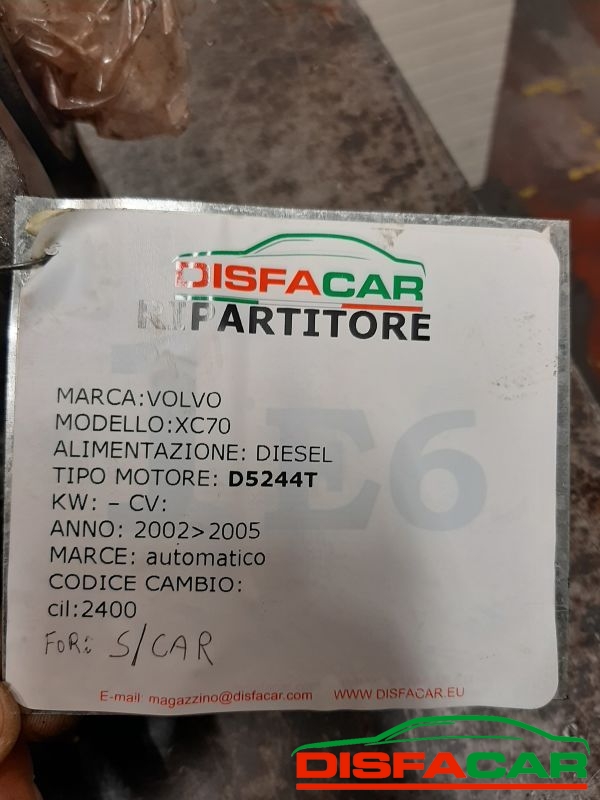 DISFACAR
RIPARTITORE
MARCA:VOLVO
MODELLO:XC70
ALIMENTAZIONE: DIESEL
TIPO MOTORE: D5244T
KW: – CV:
ANNO: 2002>2005
MARCE: automatico
CODICE CAMBIO:
cil:2400
FORi S/CAR
E-mail: magazzino@disfacar.com WWW.DISFACAR.EU
DISFACAR